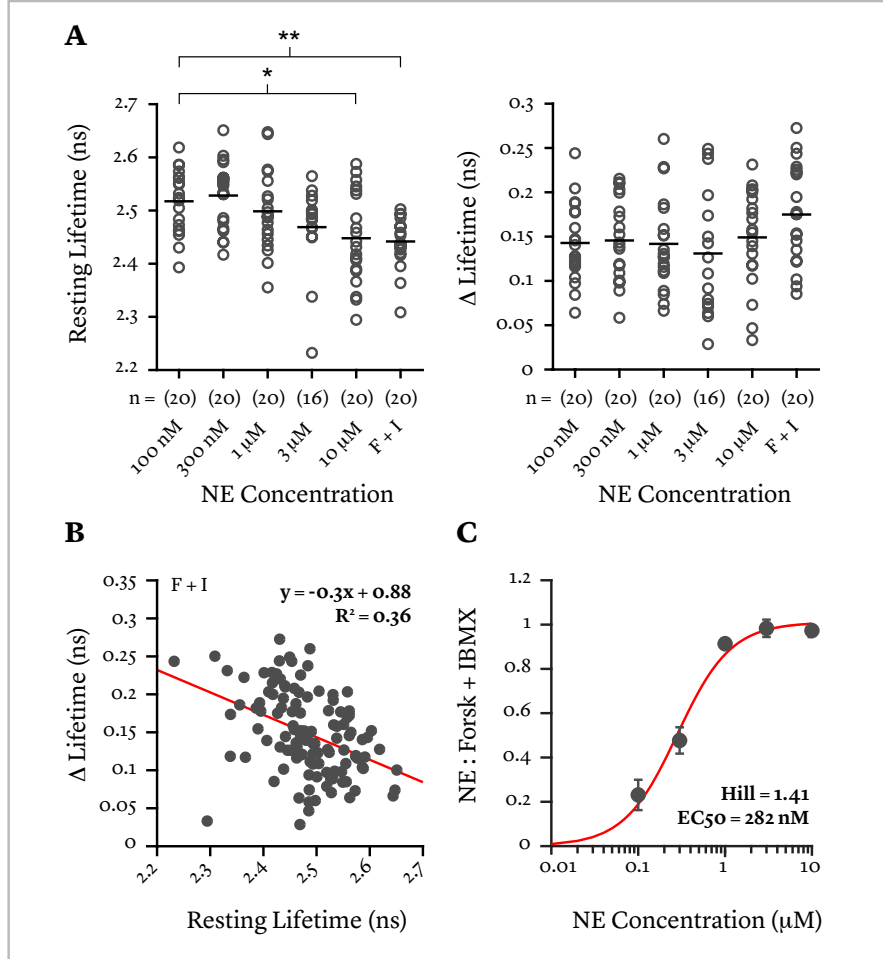 A
**
*
Resting Lifetime (ns)
2.7
2.6
2.5
2.4
2.3
2.2
n = (20) (20) (20) (16) (20) (20)
100 nM 300 nM 1 µM 3 µM 10 µM F + I
NE Concentration
Δ Lifetime (ns)
0.3
0.25
0.2
0.15
0.1
0.05
0
n = (20) (20) (20) (16) (20) (20)
100 nM 300 nM 1 µM 3 µM 10 µM F + I
NE Concentration
B
Δ Lifetime (ns)
0.35
0.3
0.25
0.2
0.15
0.1
0.05
0
F + I
y = -0.3x + 0.88
R² = 0.36
2.2 2.3 2.4 2.5 2.6 2.7
Resting Lifetime (ns)
C
NE : Forsk + IBMX
1.2
1
0.8
0.6
0.4
0.2
0
Hill = 1.41
EC50 = 282 nM
0.01 0.1 1 10
NE Concentration (µM)